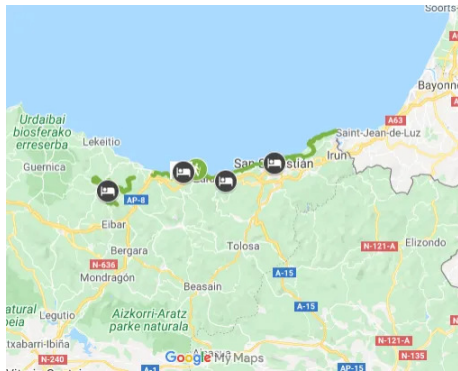 Soorts-
Bayonne
A63
Urdaibai
biosferako
erreserba
Lekeitio
Saint-Jean-de-Luz
San Sebastián
Irun
Guernica
AP-8
Eibar
Bergara
Tolosa
N-121-A
Elizondo
N-636
Mondragón
A-15
Beasain
Aizkorri-Aratz
parke naturala
Legutio
A-15
N-121-A
N-135
N-240
A-1
AP-15
Google My Maps